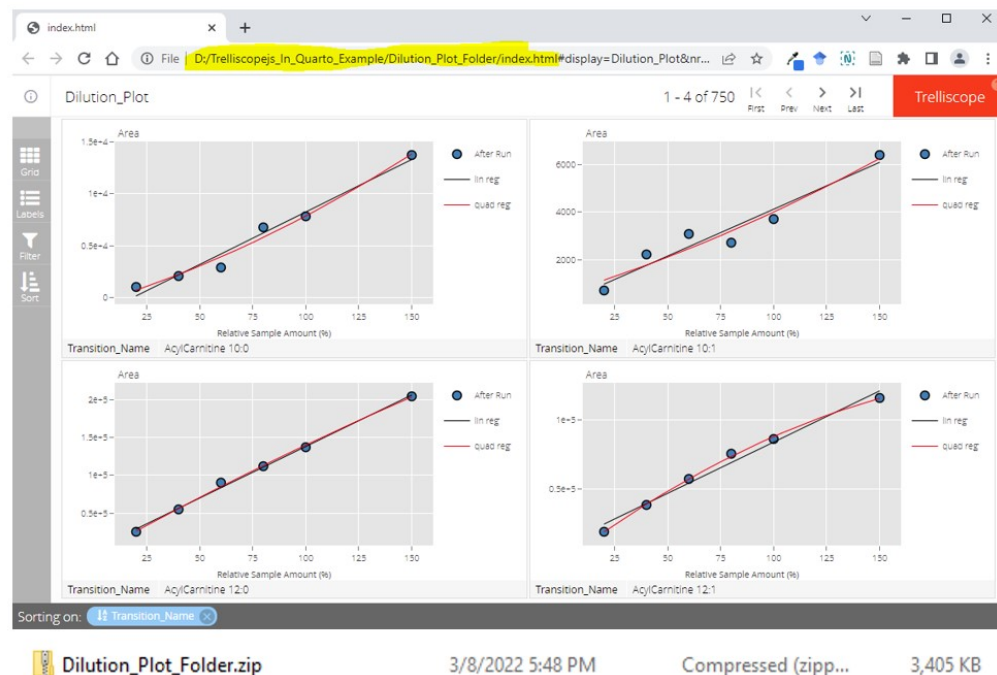 index.html
File D:/Trelliscopejs_In_Quarto_Example/Dilution_Plot_Folder/index.html#display=Dilution_Plot&nr...
Dilution_Plot
1 - 4 of 750
First Prev Next Last
Trelliscope
Grid
Labels
Filter
Sort
Area
1.5e+4
1e+4
0.5e+4
0
25 50 75 100 125 150
Relative Sample Amount (%)
After Run
lin reg
quad reg
Transition_Name AcylCarnitine 10:0
Area
6000
4000
2000
25 50 75 100 125 150
Relative Sample Amount (%)
After Run
lin reg
quad reg
Transition_Name AcylCarnitine 10:1
Area
2e+5
1.5e+5
1e+5
0.5e+5
25 50 75 100 125 150
Relative Sample Amount (%)
After Run
lin reg
quad reg
Transition_Name AcylCarnitine 12:0
Area
1e+5
0.5e+5
25 50 75 100 125 150
Relative Sample Amount (%)
After Run
lin reg
quad reg
Transition_Name AcylCarnitine 12:1
Sorting on: Transition_Name
Dilution_Plot_Folder.zip 3/8/2022 5:48 PM Compressed (zipp... 3,405 KB